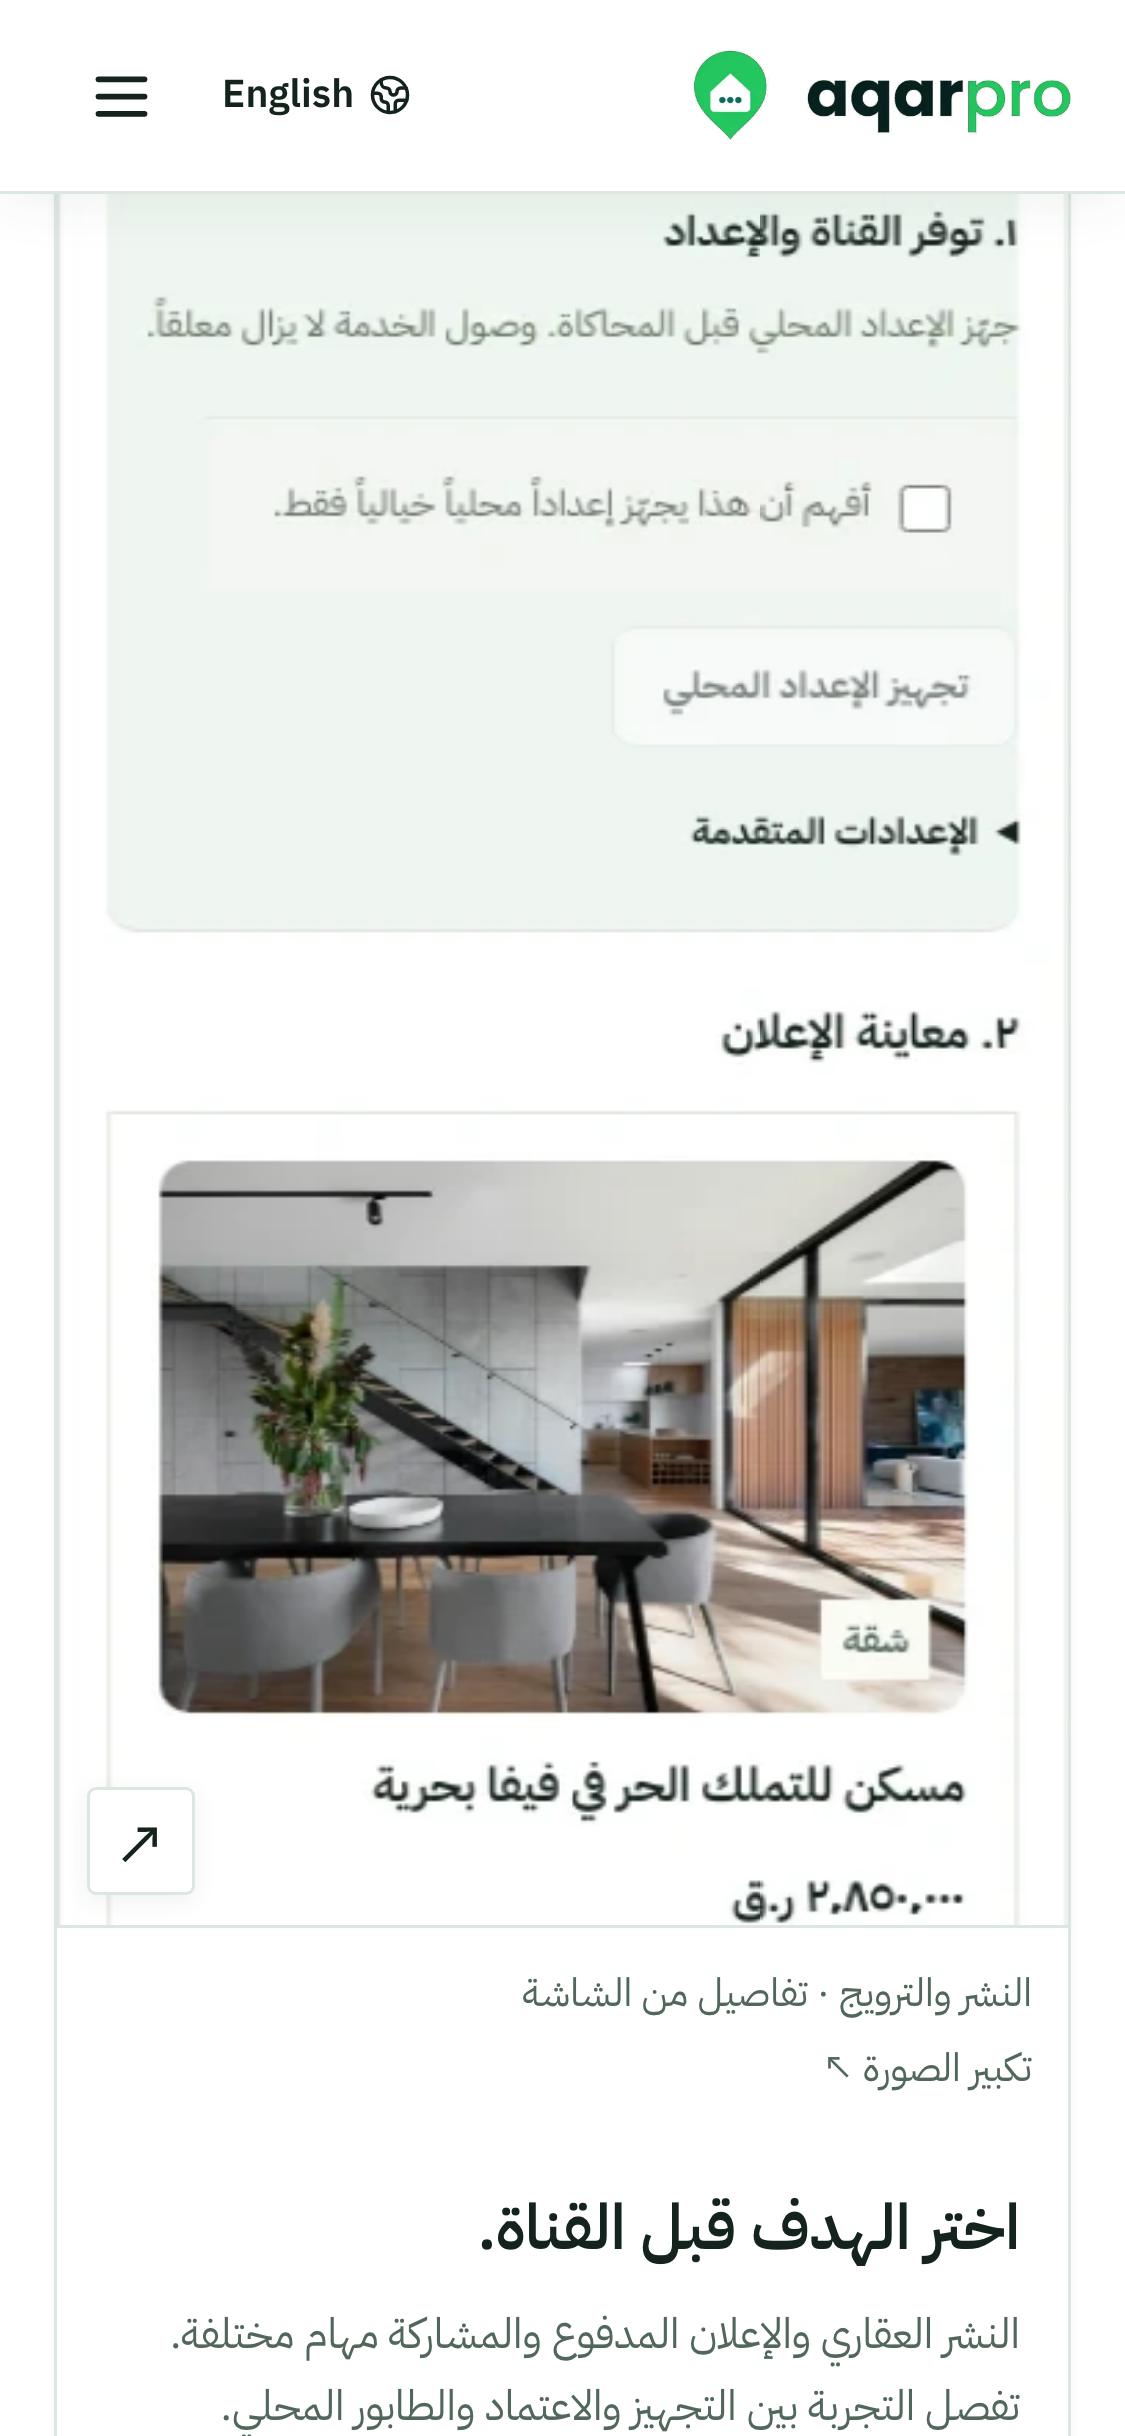 aqarpro
English
١. توفر القناة والإعداد
جهّز الإعداد المحلي قبل المحاكاة. وصول الخدمة لا يزال معلقاً.
أفهم أن هذا يجهّز إعداداً محلياً خيالياً فقط.
تجهيز الإعداد المحلي
◀ الإعدادات المتقدمة
٢. معاينة الإعلان
شقة
مسكن للتملك الحر في فيفا بحرية
٢٬٨٥٠٬٠٠٠ ر.ق
النشر والترويج · تفاصيل من الشاشة
تكبير الصورة ↖
اختر الهدف قبل القناة.
النشر العقاري والإعلان المدفوع والمشاركة مهام مختلفة.
تفصل التجربة بين التجهيز والاعتماد والطابور المحلي.